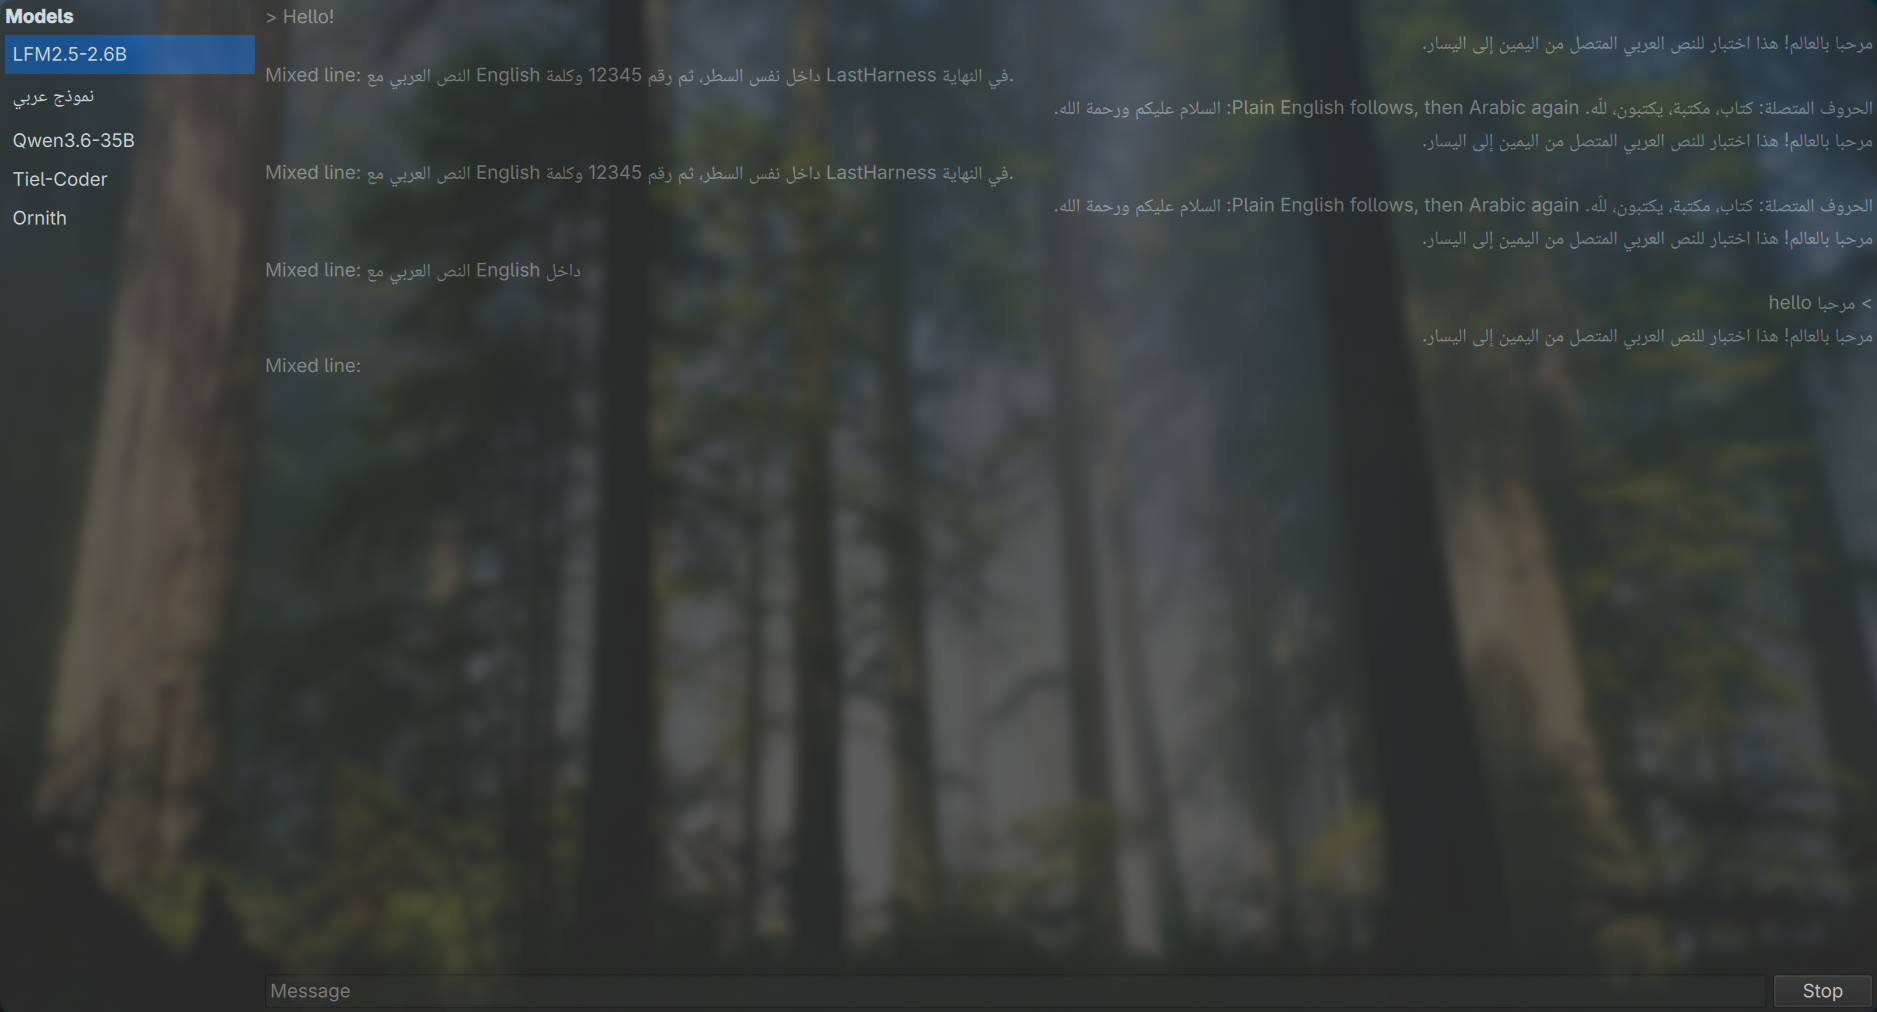 Models
LFM2.5-2.6B
نموذج عربي
Qwen3.6-35B
Tiel-Coder
Ornith
> Hello!
مرحبا بالعالم! هذا اختبار للنص العربي المتصل من اليمين إلى اليسار.
Mixed line: النص العربي مع English داخل نفس السطر، ثم رقم 12345 وكلمة LastHarness في النهاية.
الحروف المتصلة: كتاب، مكتبة، يكتبون، للّه. Plain English follows, then Arabic again: السلام عليكم ورحمة الله.
مرحبا بالعالم! هذا اختبار للنص العربي المتصل من اليمين إلى اليسار.
Mixed line: النص العربي مع English داخل نفس السطر، ثم رقم 12345 وكلمة LastHarness في النهاية.
الحروف المتصلة: كتاب، مكتبة، يكتبون، للّه. Plain English follows, then Arabic again: السلام عليكم ورحمة الله.
مرحبا بالعالم! هذا اختبار للنص العربي المتصل من اليمين إلى اليسار.
Mixed line: النص العربي مع English داخل
> مرحبا hello
مرحبا بالعالم! هذا اختبار للنص العربي المتصل من اليمين إلى اليسار.
Mixed line:
Message
Stop